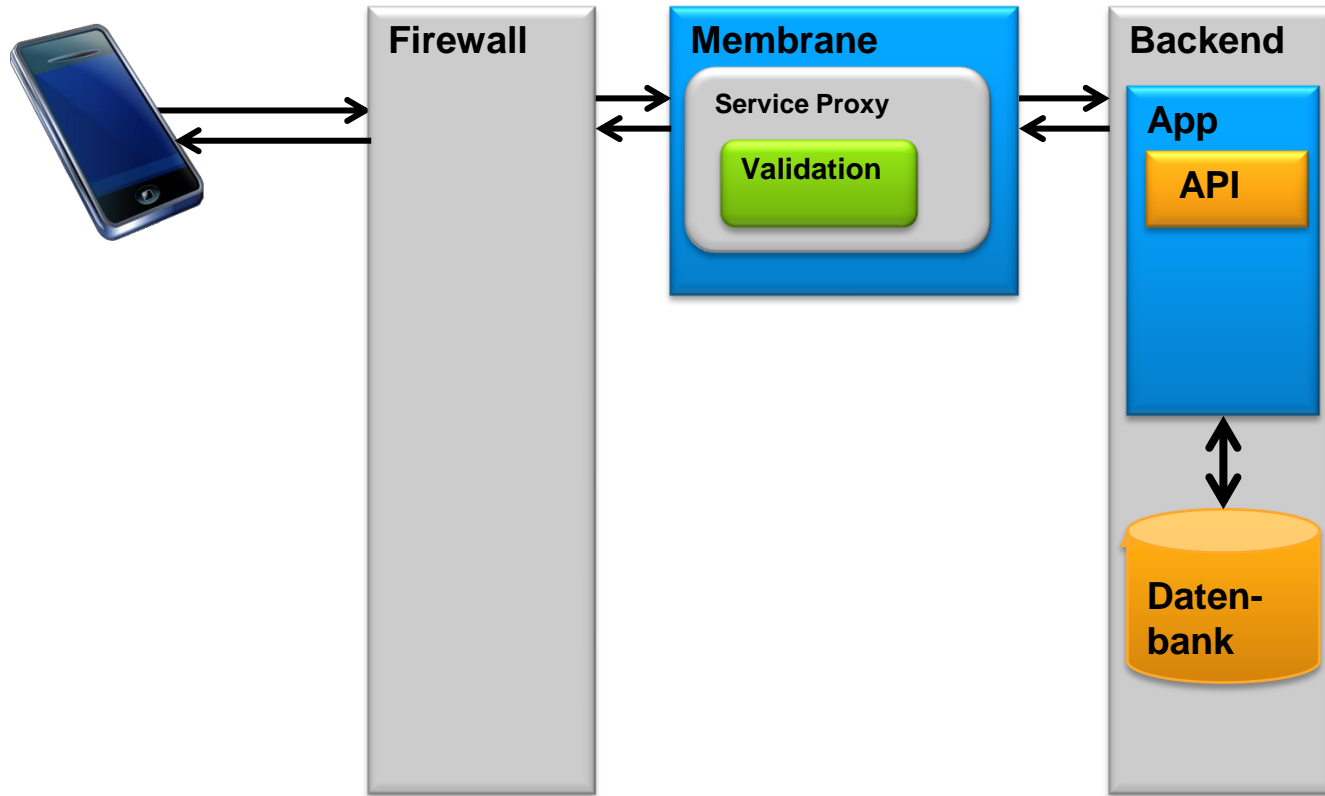 Firewall
Membrane
Service Proxy
Validation
Backend
App
API
Daten-
bank